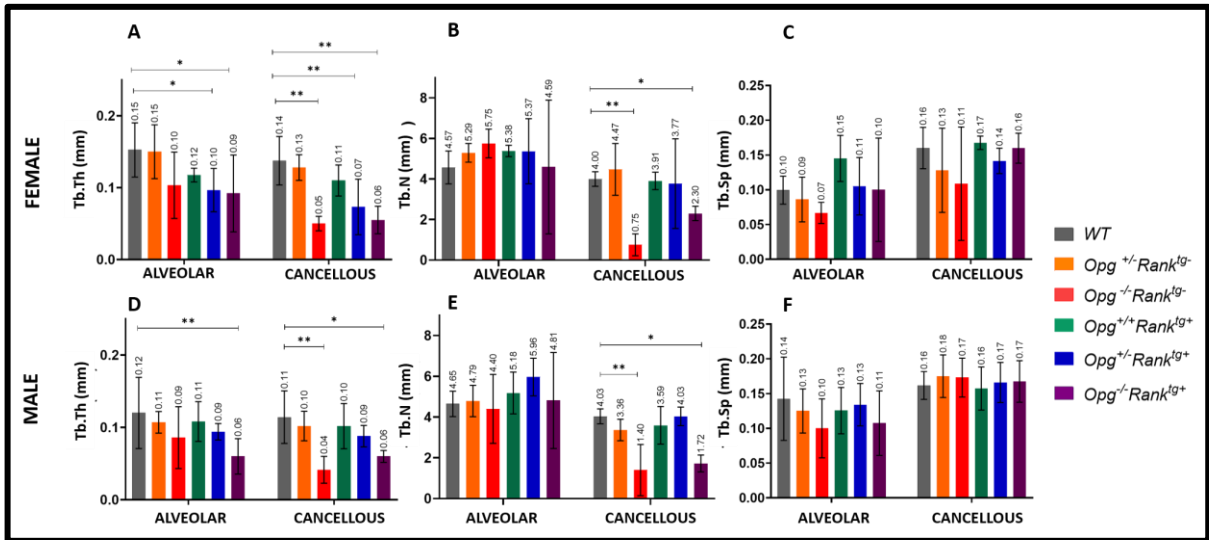 FEMALE
A
Tb.Th (mm)
0.2
0.1
0.0
* *
** ** **
0.15 0.15 0.10 0.12 0.10 0.09
0.14 0.13 0.05 0.11 0.07 0.06
ALVEOLAR CANCELLOUS
B
Tb.N (mm )
8
6
4
2
0
* **
4.57 5.29 5.75 5.38 5.37 4.59
4.00 4.47 0.75 3.91 3.77 2.30
ALVEOLAR CANCELLOUS
C
Tb.Sp (mm)
0.20
0.15
0.10
0.05
0.00
0.10 0.09 0.07 0.15 0.11 0.10
0.16 0.13 0.11 0.17 0.14 0.16
ALVEOLAR CANCELLOUS
MALE
D
Tb.Th (mm)
0.2
0.1
0.0
** * **
0.12 0.11 0.09 0.11 0.09 0.06
0.11 0.10 0.04 0.10 0.09 0.06
ALVEOLAR CANCELLOUS
E
Tb.N (mm)
8
6
4
2
0
* **
4.65 4.79 4.40 5.18 5.96 4.81
4.03 3.36 1.40 3.59 4.03 1.72
ALVEOLAR CANCELLOUS
F
Tb.Sp (mm)
0.20
0.15
0.10
0.05
0.00
0.14 0.13 0.10 0.13 0.13 0.11
0.16 0.18 0.17 0.16 0.17 0.17
ALVEOLAR CANCELLOUS
WT
Opg +/- Rank tg-
Opg -/- Rank tg-
Opg +/+ Rank tg+
Opg +/- Rank tg+
Opg -/- Rank tg+